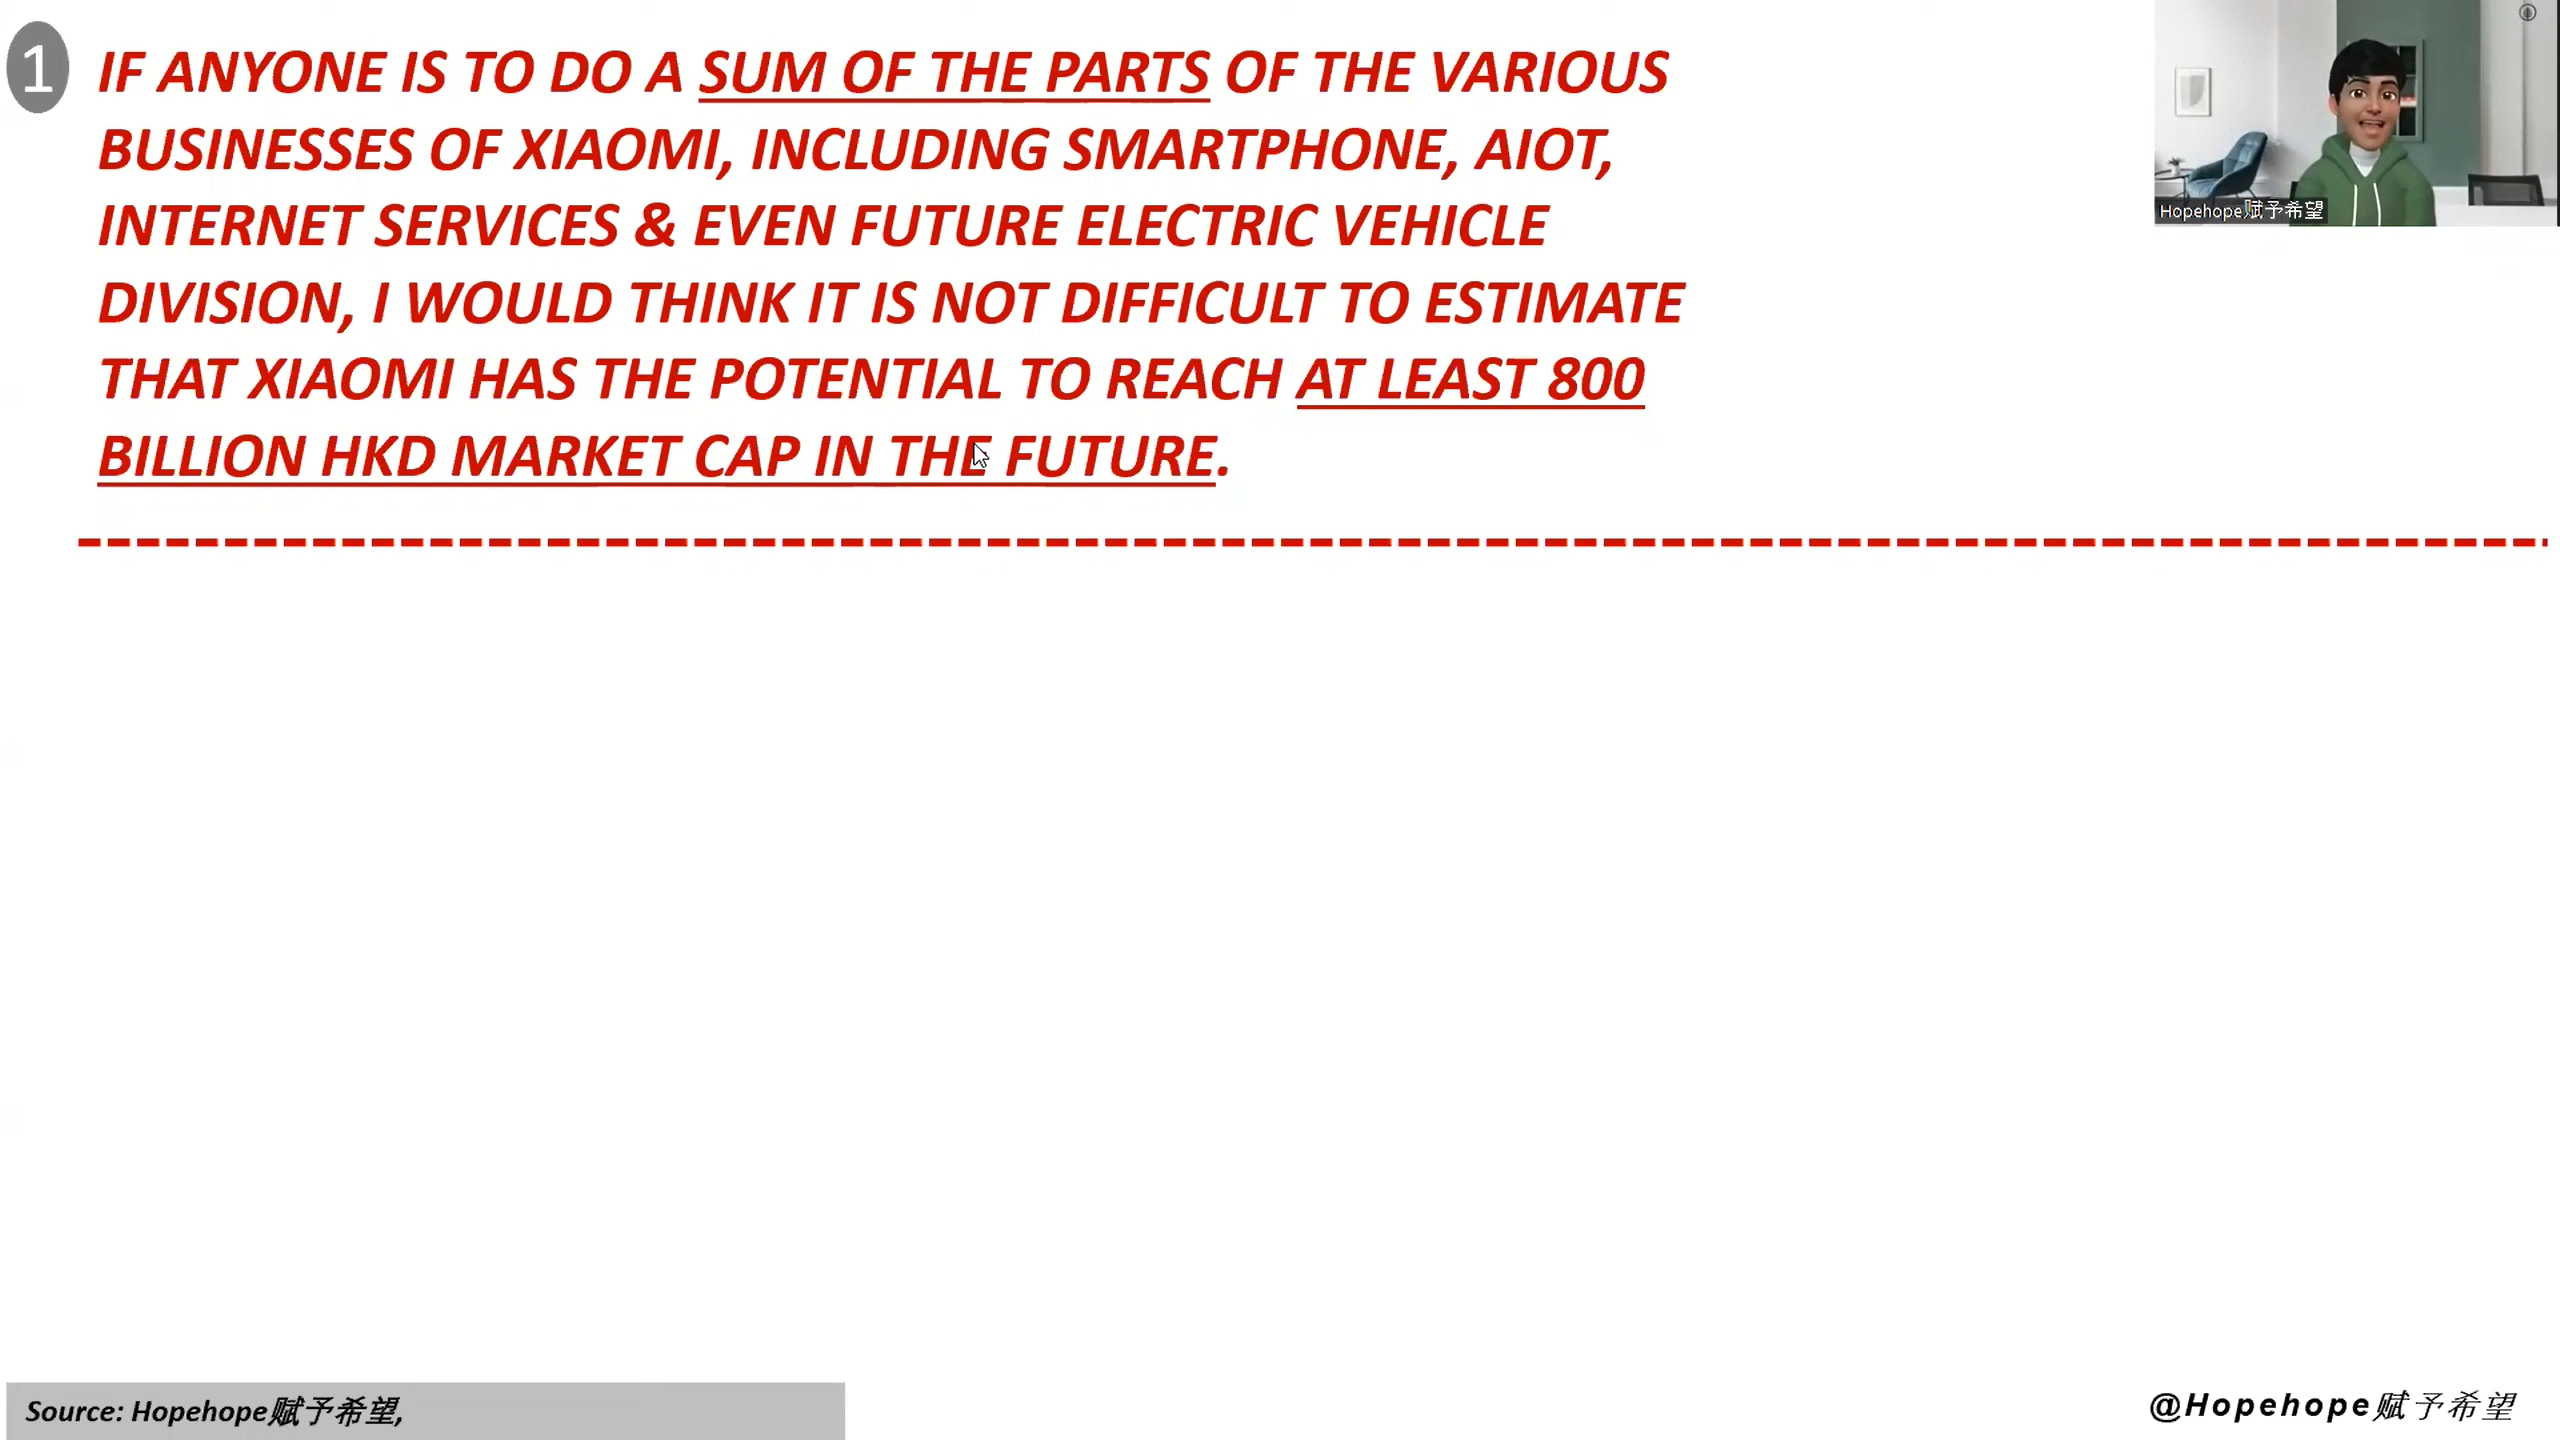 1
IF ANYONE IS TO DO A SUM OF THE PARTS OF THE VARIOUS
BUSINESSES OF XIAOMI, INCLUDING SMARTPHONE, AIOT,
INTERNET SERVICES & EVEN FUTURE ELECTRIC VEHICLE
DIVISION, I WOULD THINK IT IS NOT DIFFICULT TO ESTIMATE
THAT XIAOMI HAS THE POTENTIAL TO REACH AT LEAST 800
BILLION HKD MARKET CAP IN THE FUTURE.
Hopehope赋予希望
Source: Hopehope赋予希望,
@Hopehope赋予希望